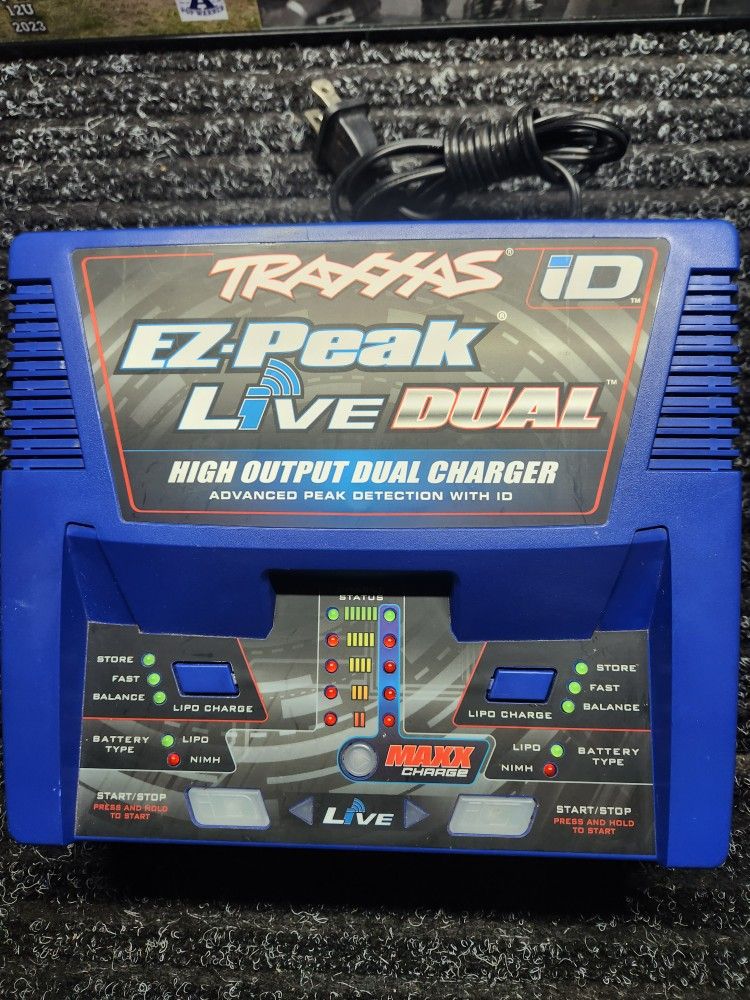 12U
2023
TRAXXAS® iD™
EZ-Peak®
LiVE DUAL™
HIGH OUTPUT DUAL CHARGER
ADVANCED PEAK DETECTION WITH iD
STATUS
STORE
FAST
BALANCE
LIPO CHARGE
BATTERY
TYPE
LIPO
NiMH
START/STOP
PRESS AND HOLD
TO START
MAXX
CHARGE
LiVE
STORE
FAST
BALANCE
LIPO CHARGE
LIPO
NiMH
BATTERY
TYPE
START/STOP
PRESS AND HOLD
TO START